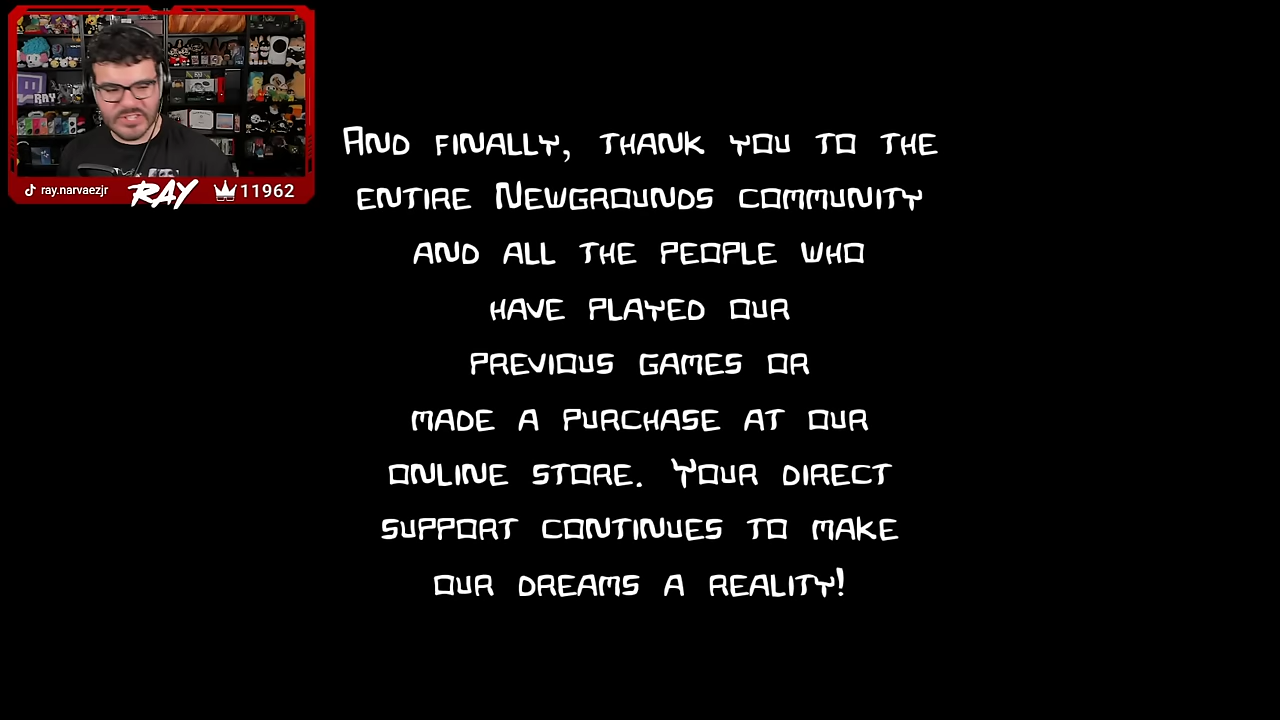 ray.narvaezjr RAY 11962
And finally, thank you to the
entire Newgrounds community
and all the people who
have played our
previous games or
made a purchase at our
online store. Your direct
support continues to make
our dreams a reality!